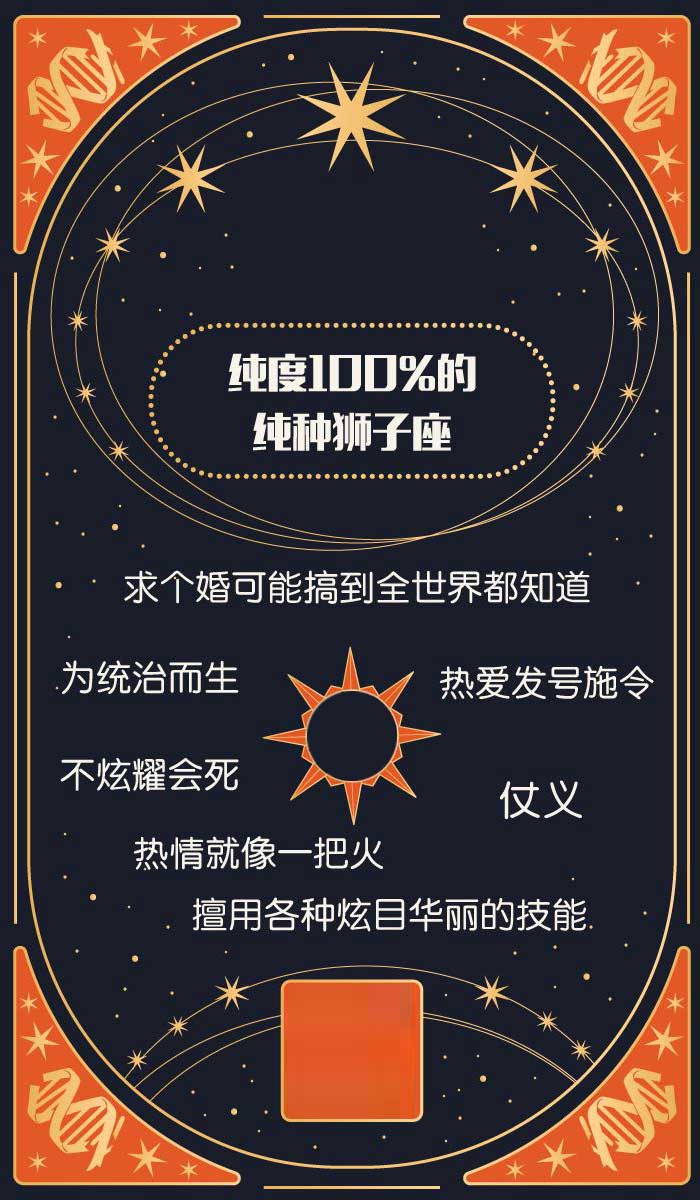 纯度100%的
纯种狮子座
求个婚可能搞到全世界都知道
为统治而生
热爱发号施令
不炫耀会死
仗义
热情就像一把火
擅用各种炫目华丽的技能